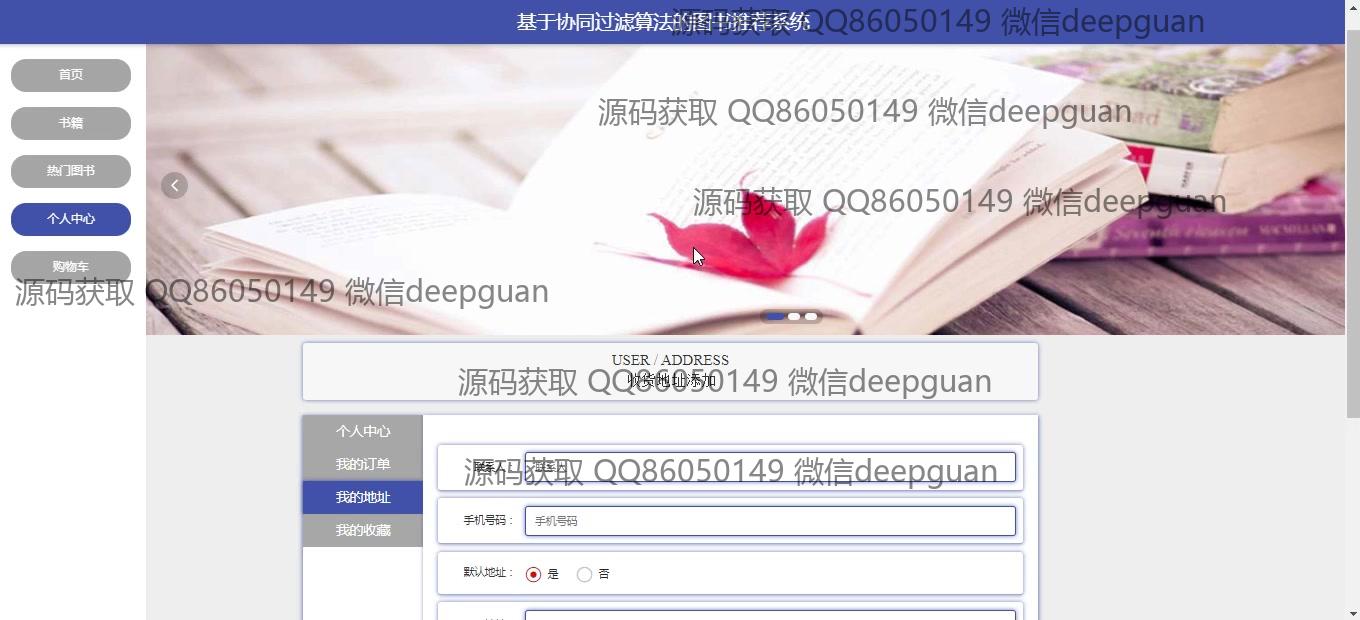 基于协同过滤算法的图书推荐系统
源码获取 QQ86050149 微信deepguan
首页
书籍
热门图书
个人中心
购物车
源码获取 QQ86050149 微信deepguan
源码获取 QQ86050149 微信deepguan
源码获取 QQ86050149 微信deepguan
MACMILLAN
USER / ADDRESS
收货地址添加
源码获取 QQ86050149 微信deepguan
个人中心
我的订单
我的地址
我的收藏
联系人： 联系人
源码获取 QQ86050149 微信deepguan
手机号码： 手机号码
默认地址： 是 否